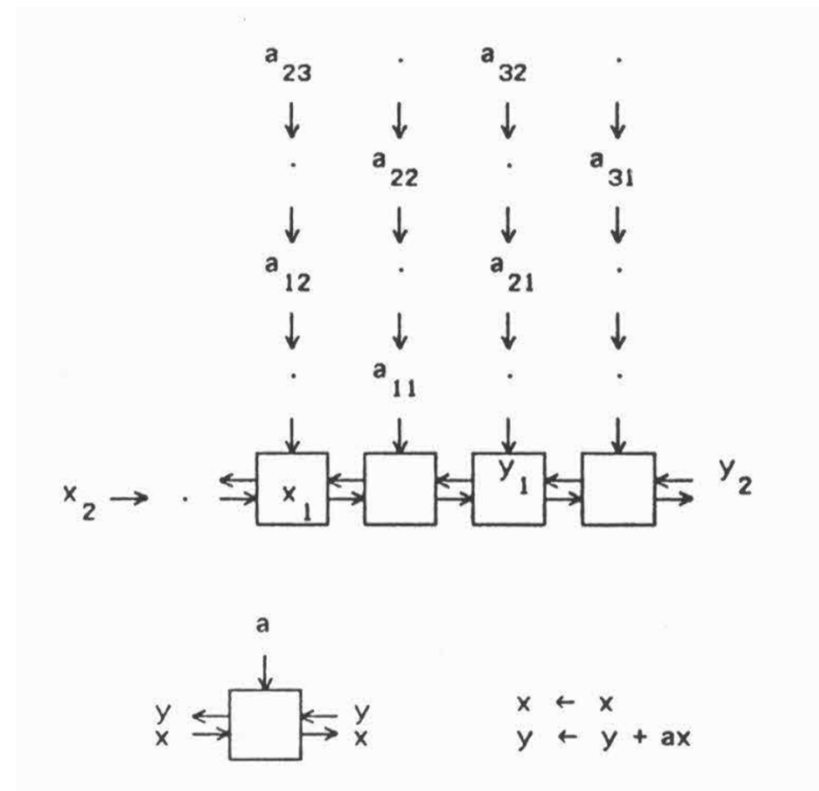 a23 . a32 .
. a22 . a31
a12 . a21 .
. a11 . .
x2 → . x1 y1 y2
a
y y x ← x
x x y ← y + ax